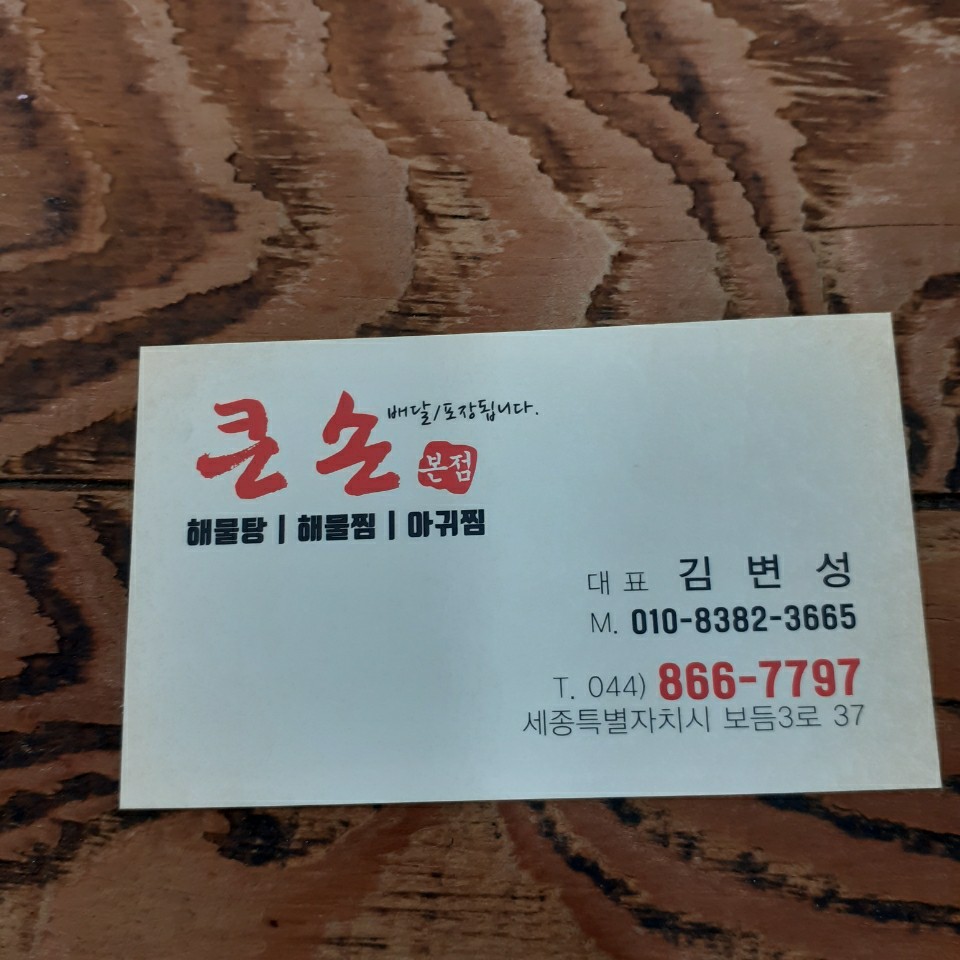 배달/포장됩니다.
큰손 본점
해물탕 | 해물찜 | 아귀찜
대표 김변성
M. 010-8382-3665
T. 044) 866-7797
세종특별자치시 보듬3로 37